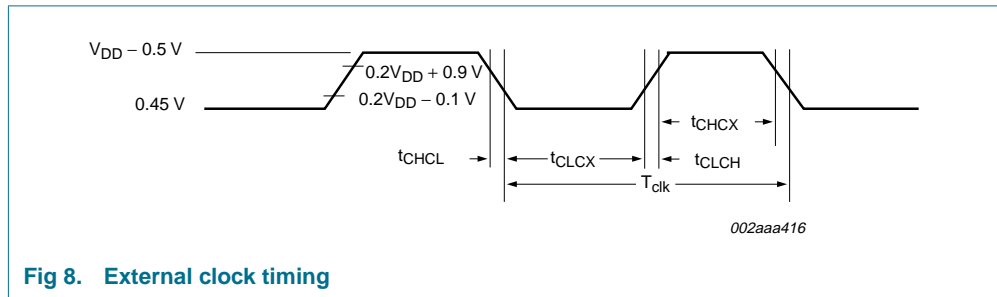 V_DD − 0.5 V
0.2V_DD + 0.9 V
0.2V_DD − 0.1 V
0.45 V
t_CHCX
t_CHCL
t_CLCX
t_CLCH
T_clk
002aaa416
Fig 8. External clock timing